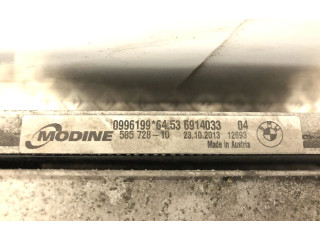 MODINE 0996199*64.53 6914033 04
585 728-10 23.10.2013 12693
Made in Austria